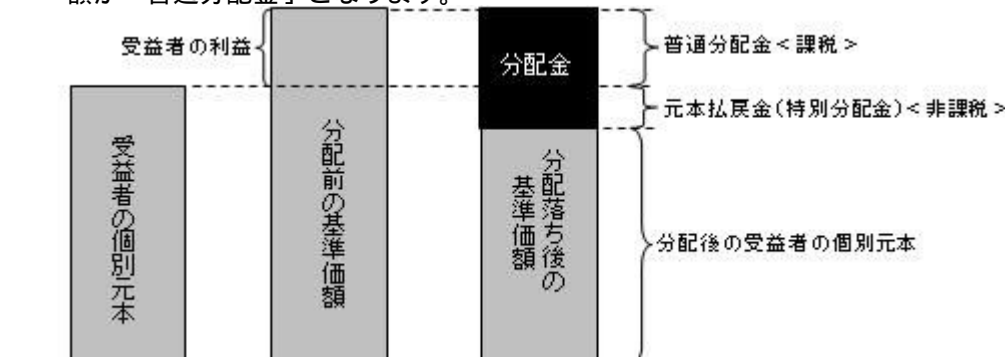 額が「普通分配金」となります。
受益者の利益
分配金
普通分配金<課税>
元本払戻金(特別分配金)<非課税>
受益者の個別元本
分配前の基準価額
分配落ち後の
基準価額
分配後の受益者の個別元本